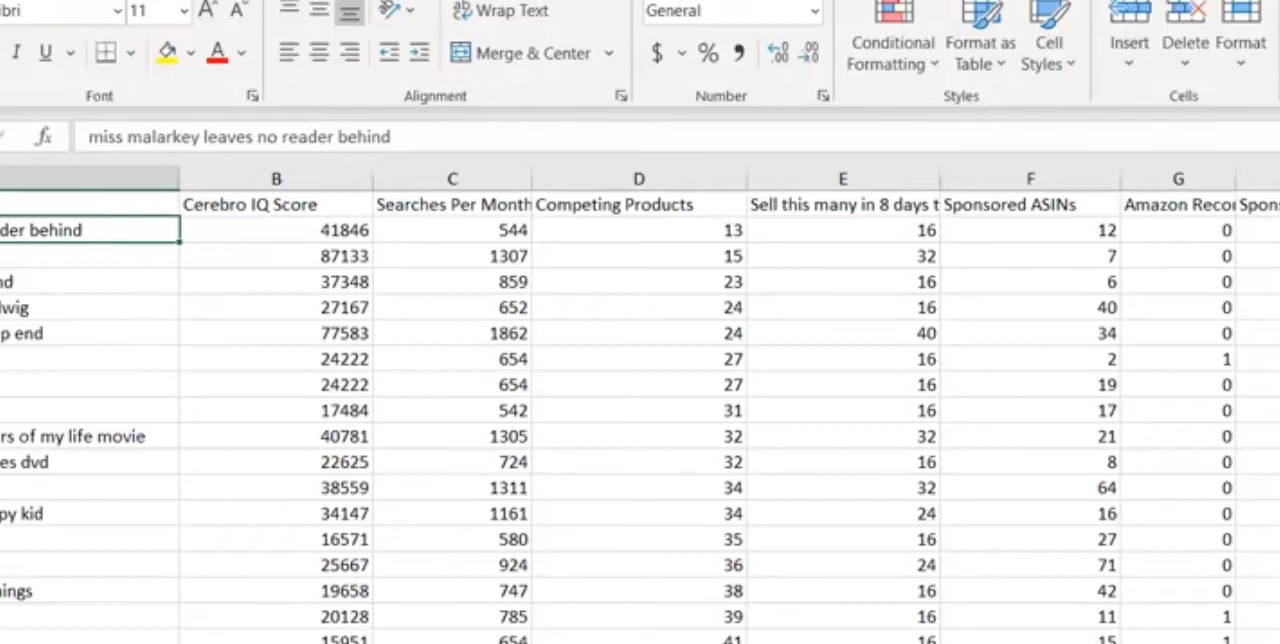 ibri 11 A A Wrap Text General
I U A Merge & Center $ % 9 Conditional Formatting Format as Table Cell Styles Insert Delete Format
Font Alignment Number Styles Cells
fx miss malarkey leaves no reader behind
B C D E F G
Cerebro IQ Score Searches Per Month Competing Products Sell this many in 8 days t Sponsored ASINs Amazon Recor Spons
der behind 41846 544 13 16 12 0
87133 1307 15 32 7 0
nd 37348 859 23 16 6 0
wig 27167 652 24 16 40 0
p end 77583 1862 24 40 34 0
24222 654 27 16 2 1
24222 654 27 16 19 0
17484 542 31 16 17 0
rs of my life movie 40781 1305 32 32 21 0
es dvd 22625 724 32 16 8 0
38559 1311 34 32 64 0
py kid 34147 1161 34 24 16 0
16571 580 35 16 27 0
25667 924 36 24 71 0
nings 19658 747 38 16 42 0
20128 785 39 16 11 1
15951 654 41 16 15 1